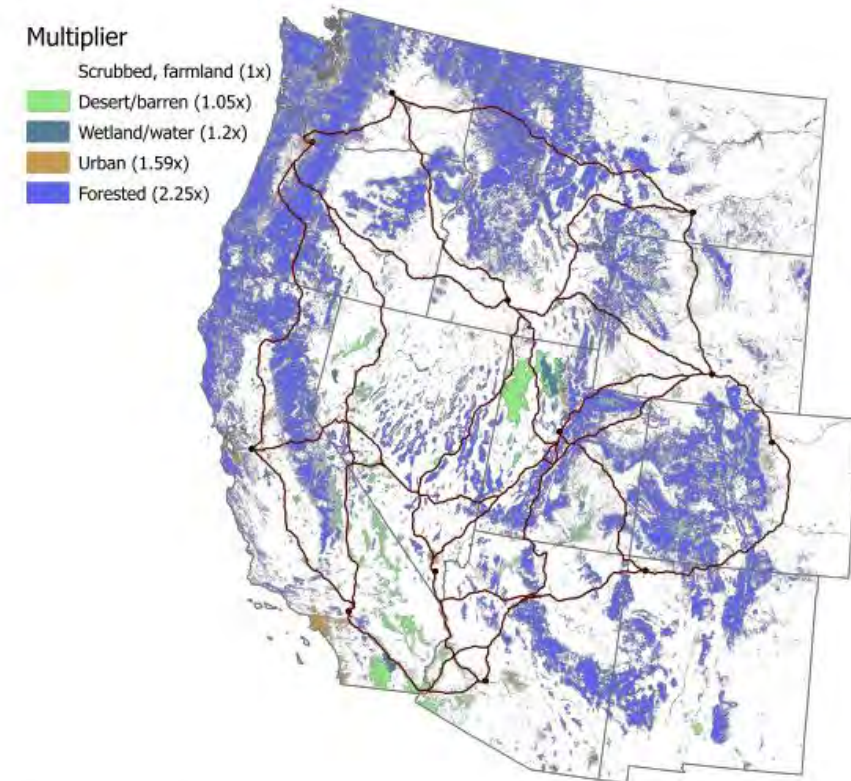 Multiplier
Scrubbed, farmland (1x)
Desert/barren (1.05x)
Wetland/water (1.2x)
Urban (1.59x)
Forested (2.25x)